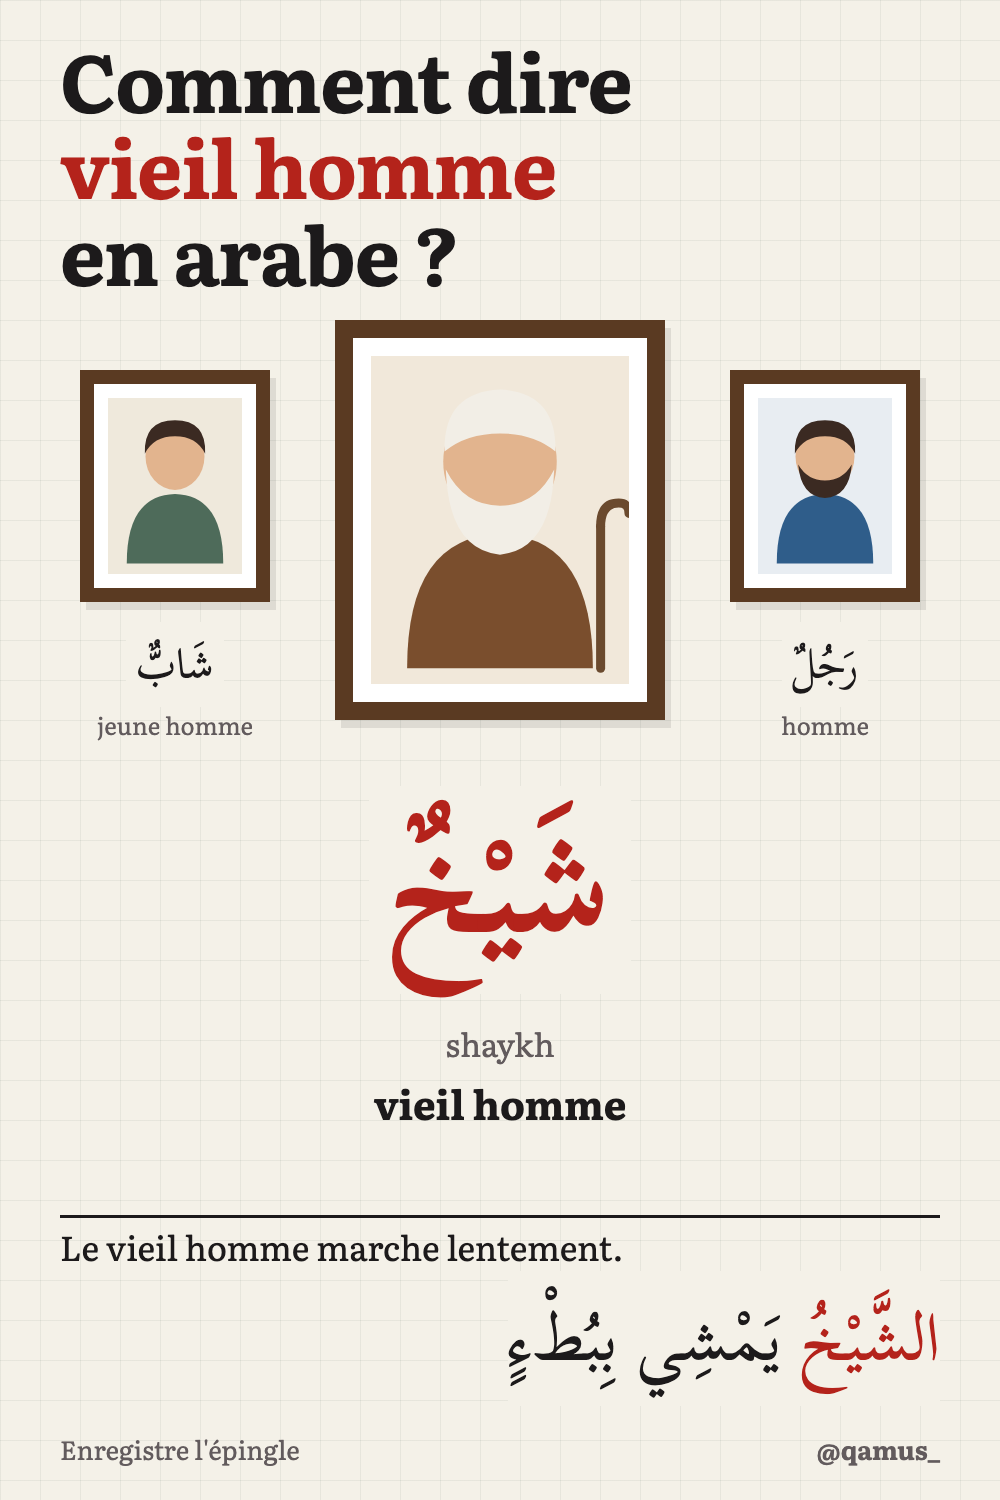 Comment dire
vieil homme
en arabe ?
شَابٌّ
jeune homme
رَجُلٌ
homme
شَيْخٌ
shaykh
vieil homme
Le vieil homme marche lentement.
الشَّيْخُ يَمْشِي بِبُطْءٍ
Enregistre l'épingle
@qamus_